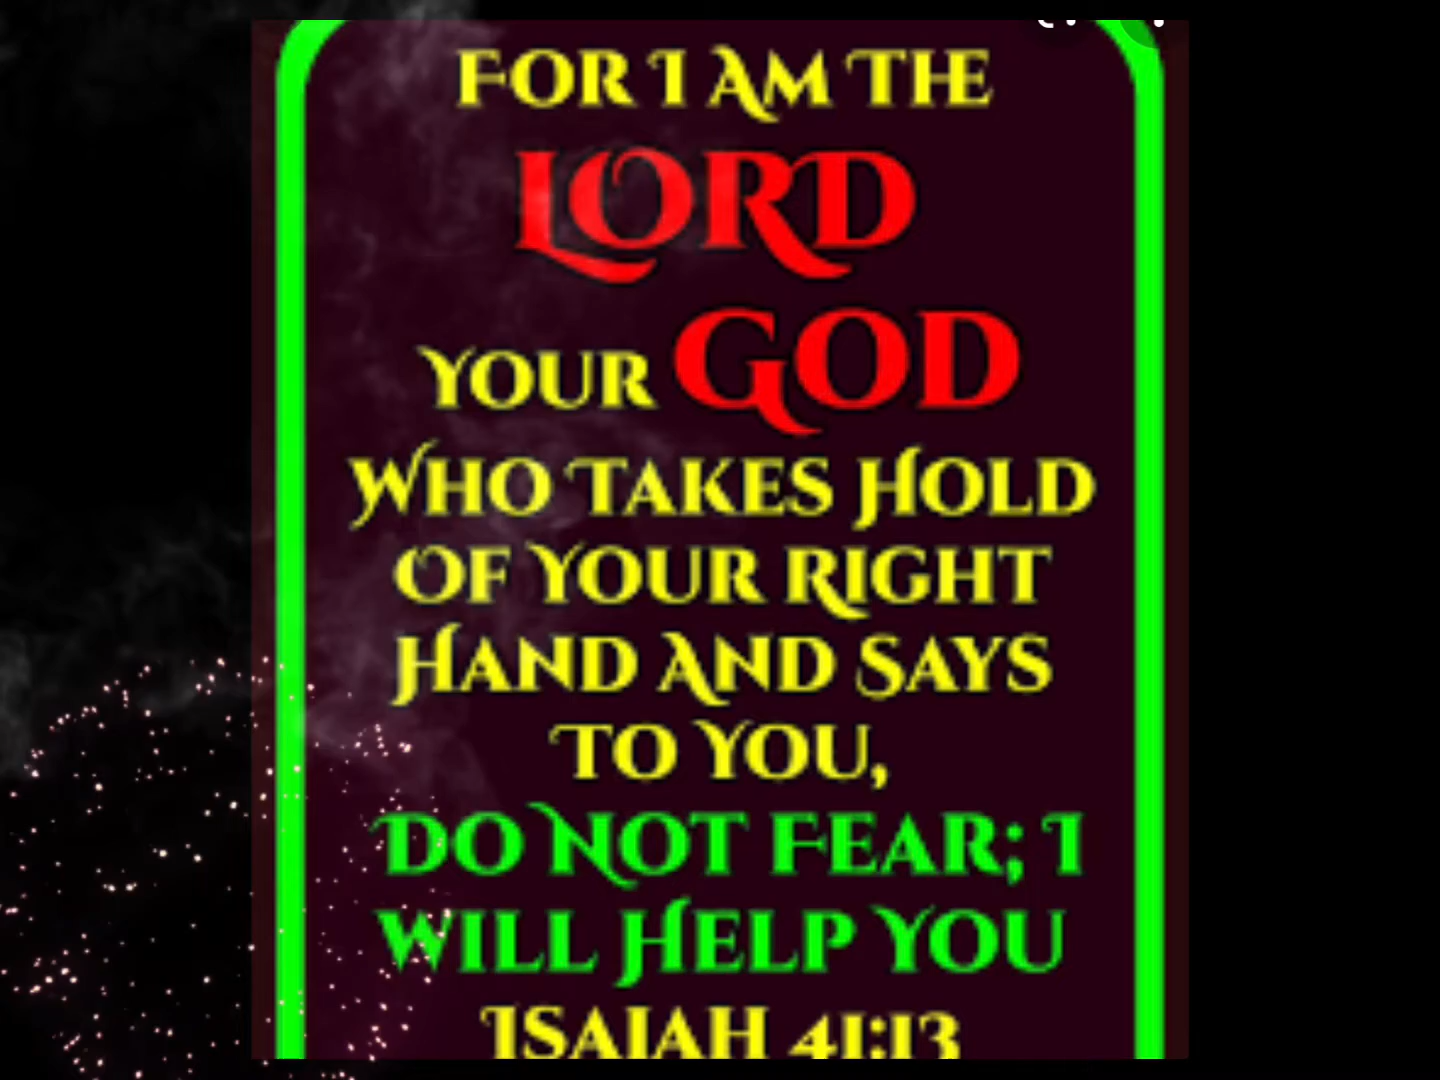 For I Am The
LORD
Your GOD
Who Takes Hold
Of Your Right
Hand And Says
To You,
Do Not Fear; I
Will Help You
Isaiah 41:13